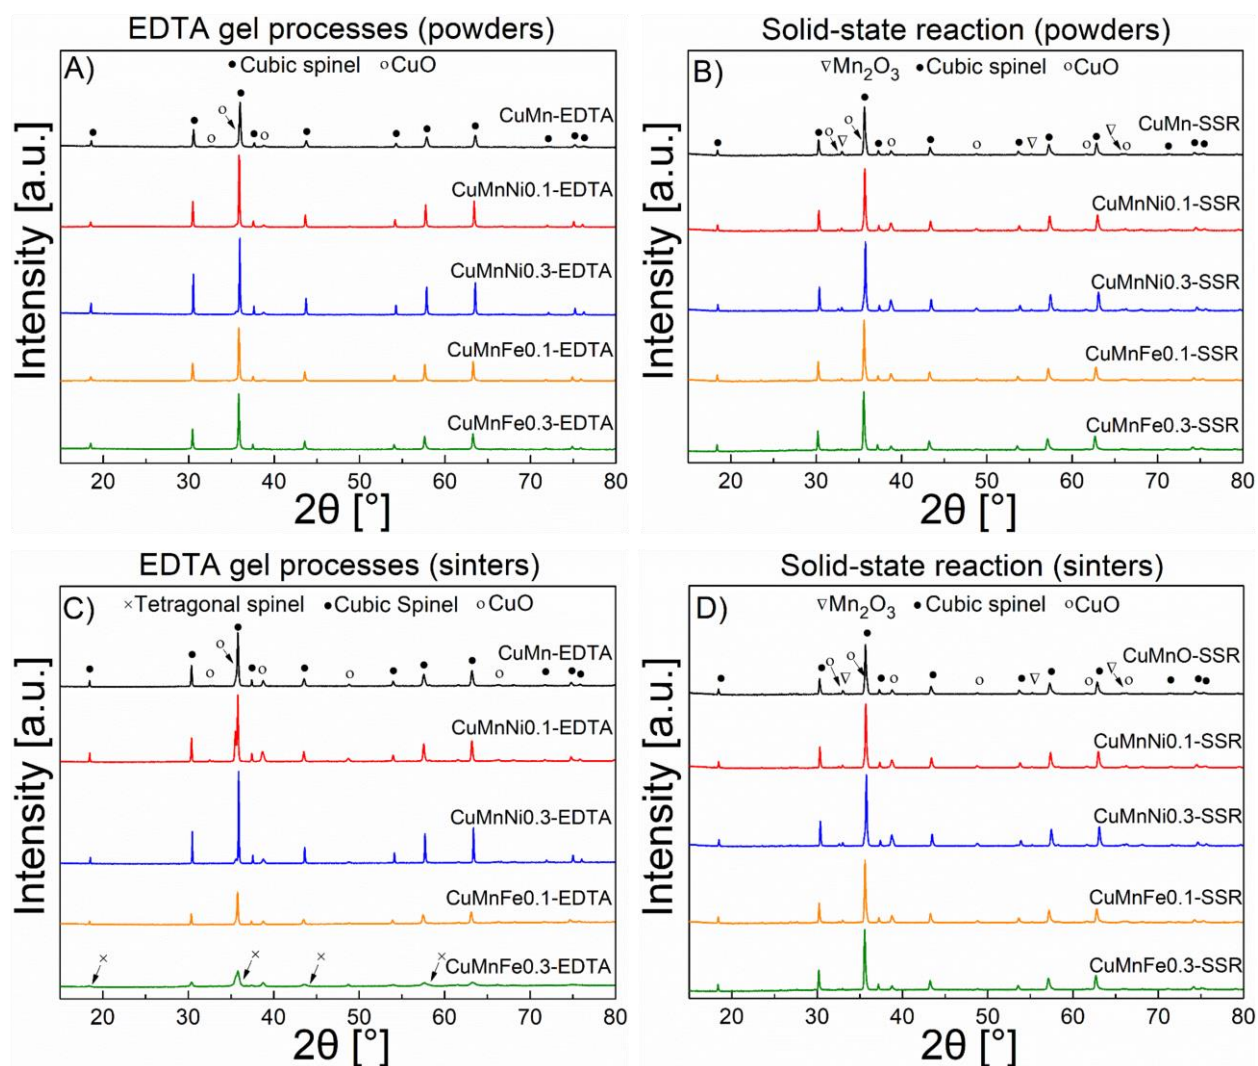 EDTA gel processes (powders)
A)
•Cubic spinel ○CuO
CuMn-EDTA
CuMnNi0.1-EDTA
CuMnNi0.3-EDTA
CuMnFe0.1-EDTA
CuMnFe0.3-EDTA
Intensity [a.u.]
20 30 40 50 60 70 80
2θ [°]
Solid-state reaction (powders)
B)
∇Mn₂O₃ •Cubic spinel ○CuO
CuMn-SSR
CuMnNi0.1-SSR
CuMnNi0.3-SSR
CuMnFe0.1-SSR
CuMnFe0.3-SSR
Intensity [a.u.]
20 30 40 50 60 70 80
2θ [°]
EDTA gel processes (sinters)
C)
×Tetragonal spinel •Cubic Spinel ○CuO
CuMn-EDTA
CuMnNi0.1-EDTA
CuMnNi0.3-EDTA
CuMnFe0.1-EDTA
CuMnFe0.3-EDTA
Intensity [a.u.]
20 30 40 50 60 70 80
2θ [°]
Solid-state reaction (sinters)
D)
∇Mn₂O₃ •Cubic spinel ○CuO
CuMnO-SSR
CuMnNi0.1-SSR
CuMnNi0.3-SSR
CuMnFe0.1-SSR
CuMnFe0.3-SSR
Intensity [a.u.]
20 30 40 50 60 70 80
2θ [°]